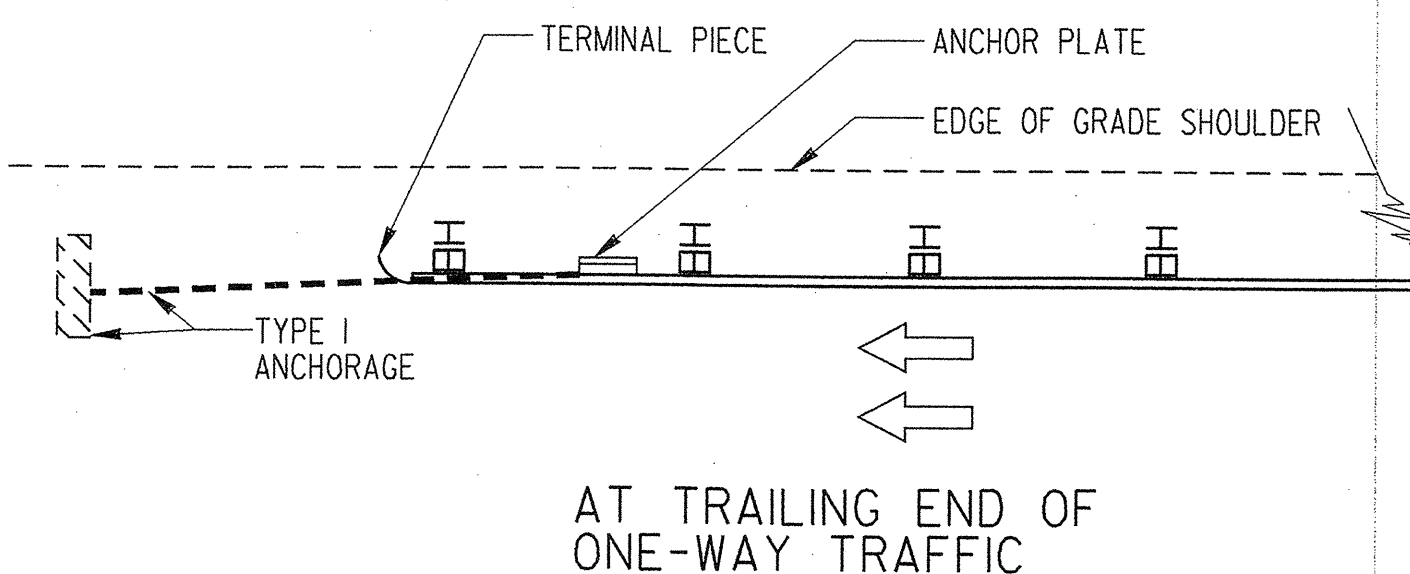 TERMINAL PIECE
ANCHOR PLATE
EDGE OF GRADE SHOULDER
TYPE I
ANCHORAGE
AT TRAILING END OF
ONE-WAY TRAFFIC